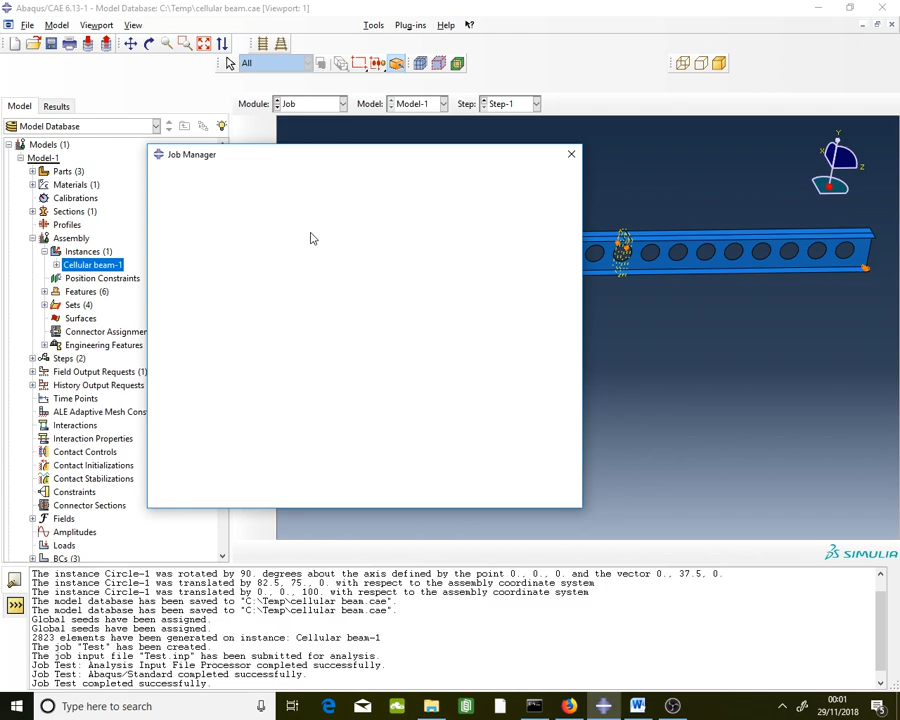 Abaqus/CAE 6.13-1 - Model Database: C:\Temp\cellular beam.cae [Viewport: 1]
File Model Viewport View Tools Plug-ins Help
All
Model Results Module: Job Model: Model-1 Step: Step-1
Model Database
Models (1)
Model-1
Parts (3)
Materials (1)
Calibrations
Sections (1)
Profiles
Assembly
Instances (1)
Cellular beam-1
Position Constraints
Features (6)
Sets (4)
Surfaces
Connector Assignme
Engineering Features
Steps (2)
Field Output Requests (1)
History Output Requests
Time Points
ALE Adaptive Mesh Cons
Interactions
Interaction Properties
Contact Controls
Contact Initializations
Contact Stabilizations
Constraints
Connector Sections
Fields
Amplitudes
Loads
BCs (3)
Job Manager
Y
X
Z
SIMULIA
The instance Circle-1 was rotated by 90. degrees about the axis defined by the point 0., 0., 0. and the vector 0., 37.5, 0.
The instance Circle-1 was translated by 82.5, 75., 0. with respect to the assembly coordinate system
The instance Circle-1 was translated by 0., 0., 100. with respect to the assembly coordinate system
The model database has been saved to "C:\Temp\cellular beam.cae".
The model database has been saved to "C:\Temp\cellular beam.cae".
Global seeds have been assigned.
Global seeds have been assigned.
2823 elements have been generated on instance: Cellular beam-1
The job "Test" has been created.
The job input file "Test.inp" has been submitted for analysis.
Job Test: Analysis Input File Processor completed successfully.
Job Test: Abaqus/Standard completed successfully.
Job Test completed successfully.
>>>
Type here to search
00:01
29/11/2018
5